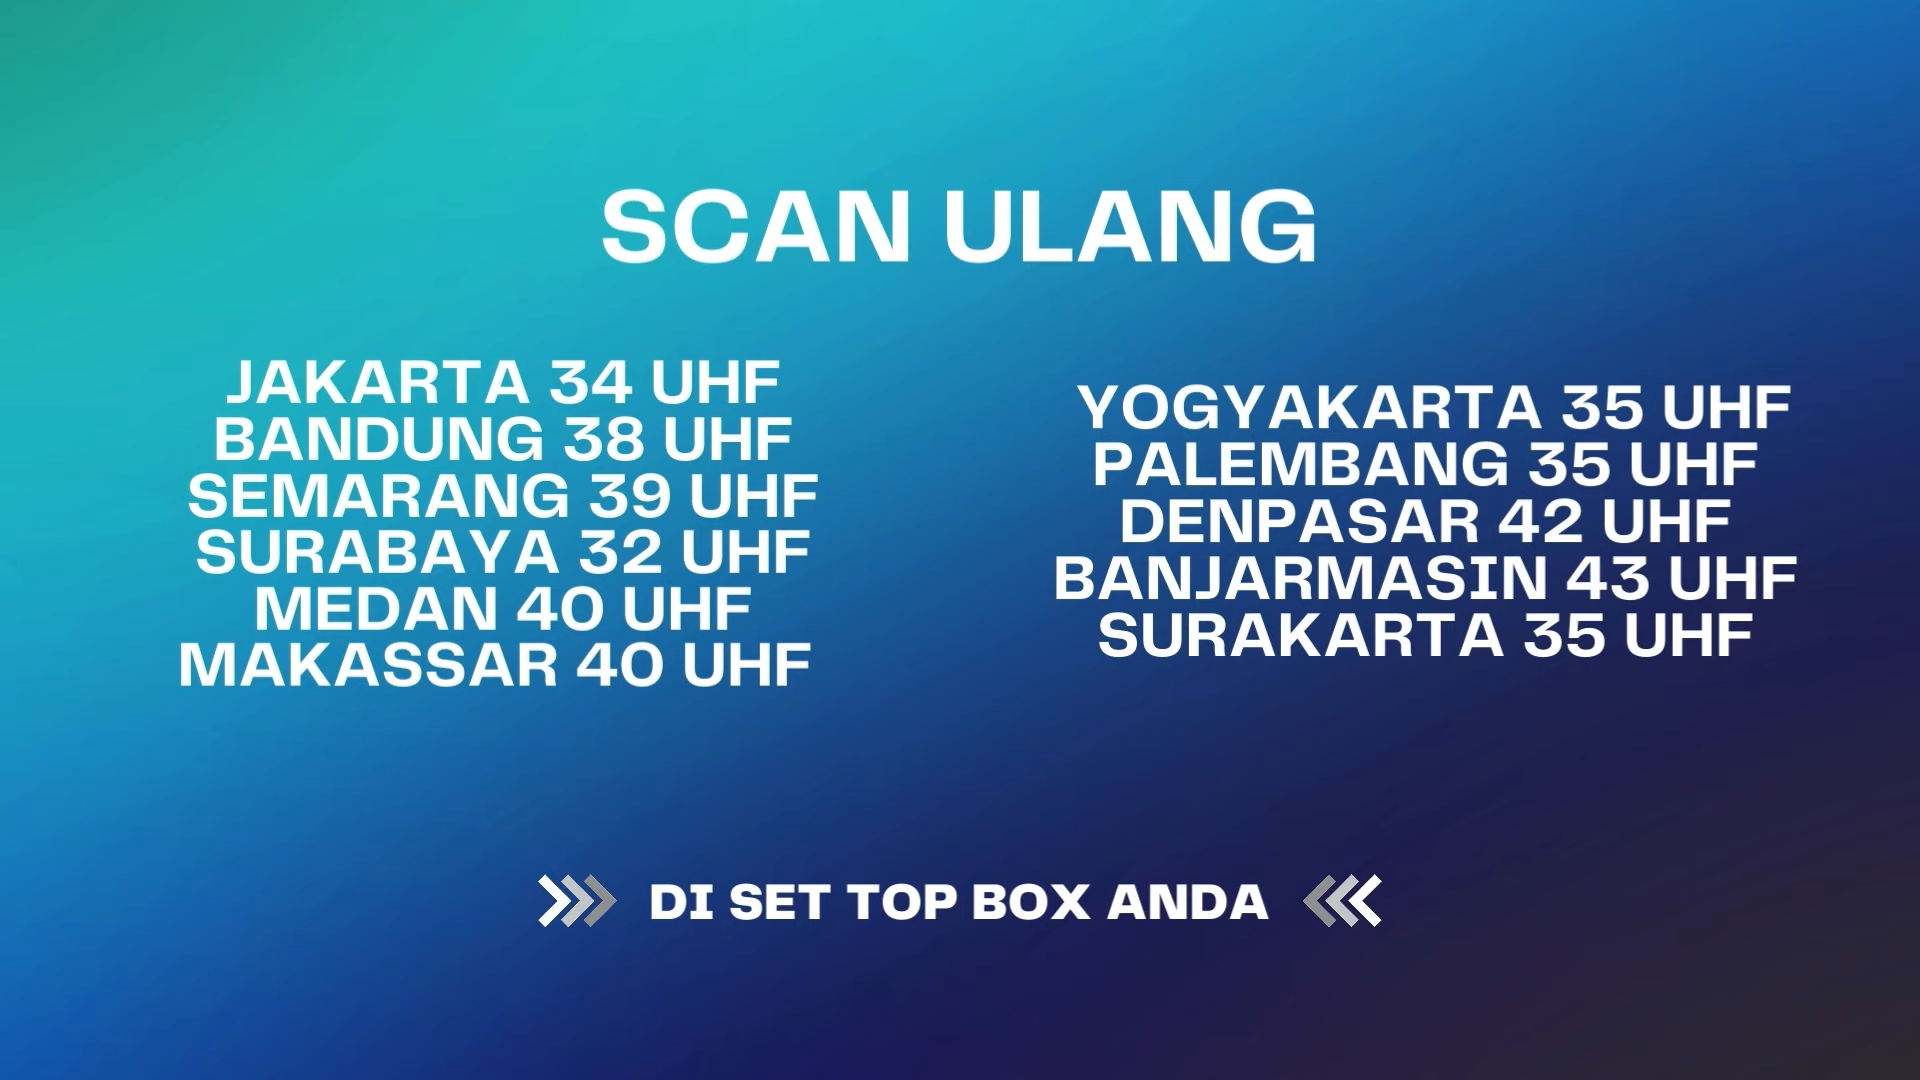 SCAN ULANG
JAKARTA 34 UHF
BANDUNG 38 UHF
SEMARANG 39 UHF
SURABAYA 32 UHF
MEDAN 40 UHF
MAKASSAR 40 UHF
YOGYAKARTA 35 UHF
PALEMBANG 35 UHF
DENPASAR 42 UHF
BANJARMASIN 43 UHF
SURAKARTA 35 UHF
DI SET TOP BOX ANDA